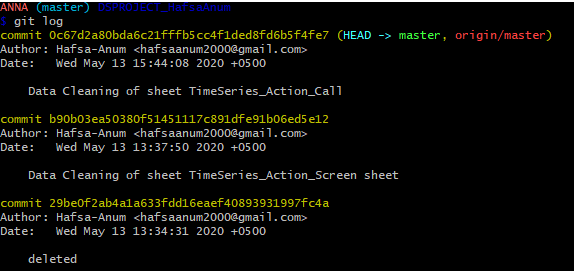 ANNA (master) DSPROJECT_HafsaAnum
$ git log
commit 0c67d2a80bda6c21fffb5cc4f1ded8fd6b5f4fe7 (HEAD -> master, origin/master)
Author: Hafsa-Anum <hafsaanum2000@gmail.com>
Date:   Wed May 13 15:44:08 2020 +0500
    Data Cleaning of sheet TimeSeries_Action_Call
commit b90b03ea50380f51451117c891dfe91b06ed5e12
Author: Hafsa-Anum <hafsaanum2000@gmail.com>
Date:   Wed May 13 13:37:50 2020 +0500
    Data Cleaning of sheet TimeSeries_Action_Screen sheet
commit 29be0f2ab4a1a633fdd16eaef40893931997fc4a
Author: Hafsa-Anum <hafsaanum2000@gmail.com>
Date:   Wed May 13 13:34:31 2020 +0500
    deleted